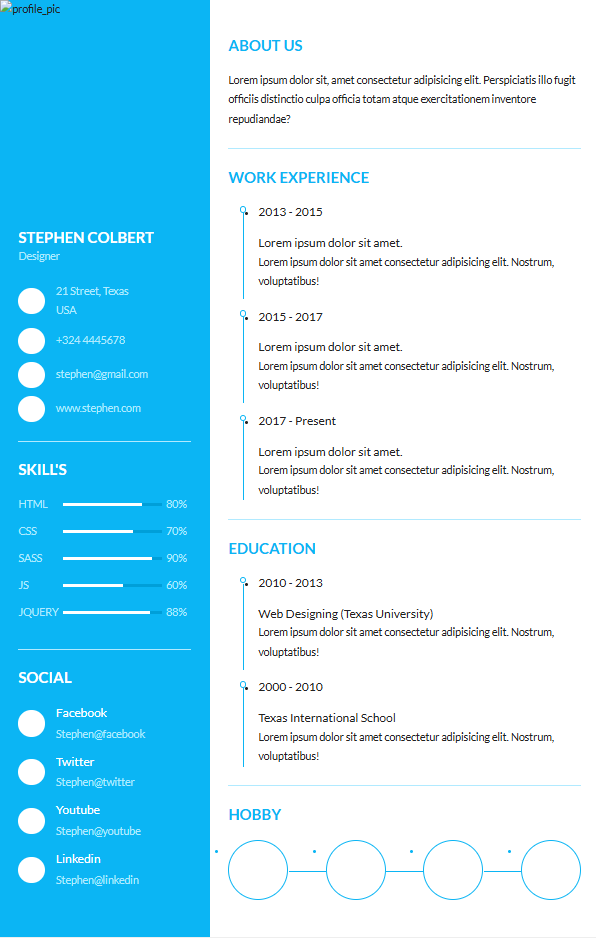 profile_pic
STEPHEN COLBERT
Designer
21 Street, Texas
USA
+324 4445678
stephen@gmail.com
www.stephen.com
SKILL'S
HTML 80%
CSS 70%
SASS 90%
JS 60%
JQUERY 88%
SOCIAL
Facebook
Stephen@facebook
Twitter
Stephen@twitter
Youtube
Stephen@youtube
Linkedin
Stephen@linkedin
ABOUT US
Lorem ipsum dolor sit, amet consectetur adipisicing elit. Perspiciatis illo fugit
officiis distinctio culpa officia totam atque exercitationem inventore
repudiandae?
WORK EXPERIENCE
2013 - 2015
Lorem ipsum dolor sit amet.
Lorem ipsum dolor sit amet consectetur adipisicing elit. Nostrum,
voluptatibus!
2015 - 2017
Lorem ipsum dolor sit amet.
Lorem ipsum dolor sit amet consectetur adipisicing elit. Nostrum,
voluptatibus!
2017 - Present
Lorem ipsum dolor sit amet.
Lorem ipsum dolor sit amet consectetur adipisicing elit. Nostrum,
voluptatibus!
EDUCATION
2010 - 2013
Web Designing (Texas University)
Lorem ipsum dolor sit amet consectetur adipisicing elit. Nostrum,
voluptatibus!
2000 - 2010
Texas International School
Lorem ipsum dolor sit amet consectetur adipisicing elit. Nostrum,
voluptatibus!
HOBBY